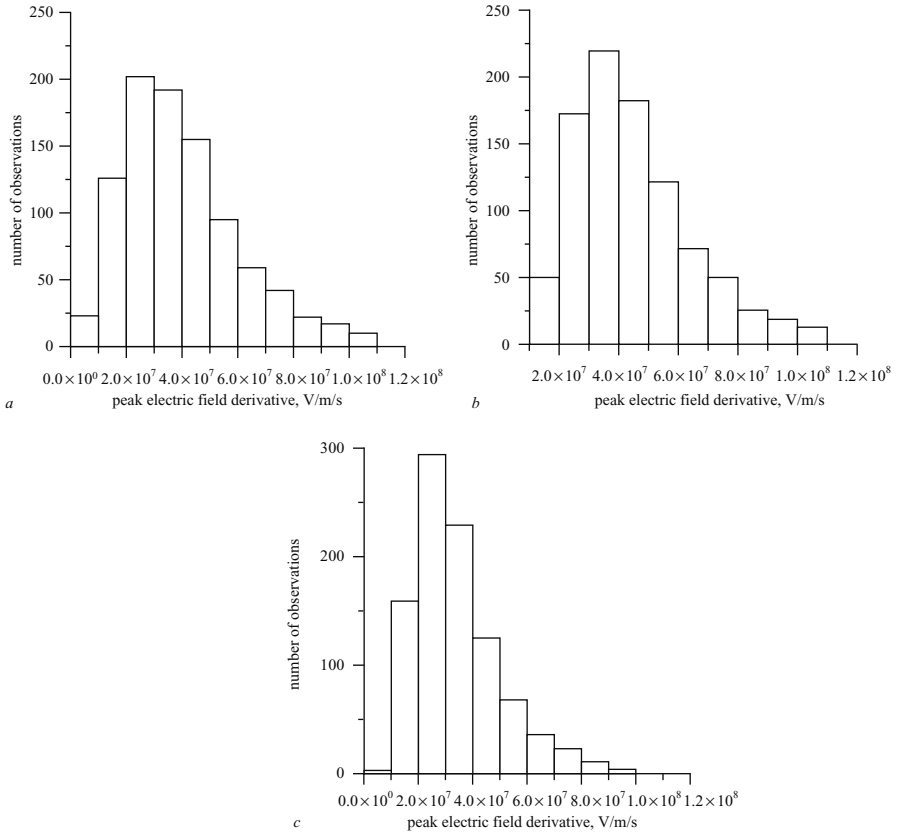 250
200
150
100
50
0
number of observations
0.0×10⁰ 2.0×10⁷ 4.0×10⁷ 6.0×10⁷ 8.0×10⁷ 1.0×10⁸ 1.2×10⁸
peak electric field derivative, V/m/s
a
250
200
150
100
50
0
number of observations
2.0×10⁷ 4.0×10⁷ 6.0×10⁷ 8.0×10⁷ 1.0×10⁸ 1.2×10⁸
peak electric field derivative, V/m/s
b
300
200
100
0
number of observations
0.0×10⁰ 2.0×10⁷ 4.0×10⁷ 6.0×10⁷ 8.0×10⁷ 1.0×10⁸ 1.2×10⁸
peak electric field derivative, V/m/s
c